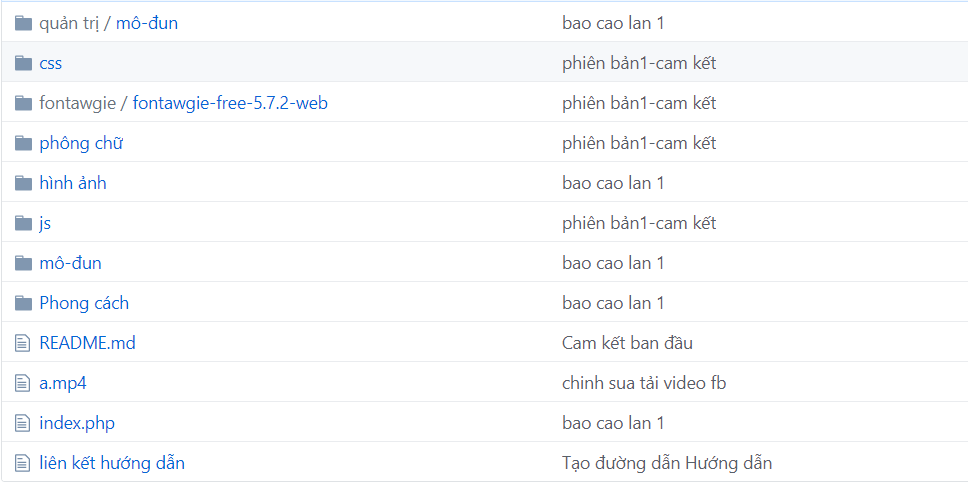 quản trị / mô-đun bao cao lan 1
css phiên bản1-cam kết
fontawgie / fontawgie-free-5.7.2-web phiên bản1-cam kết
phông chữ phiên bản1-cam kết
hình ảnh bao cao lan 1
js phiên bản1-cam kết
mô-đun bao cao lan 1
Phong cách bao cao lan 1
README.md Cam kết ban đầu
a.mp4 chinh sua tải video fb
index.php bao cao lan 1
liên kết hướng dẫn Tạo đường dẫn Hướng dẫn